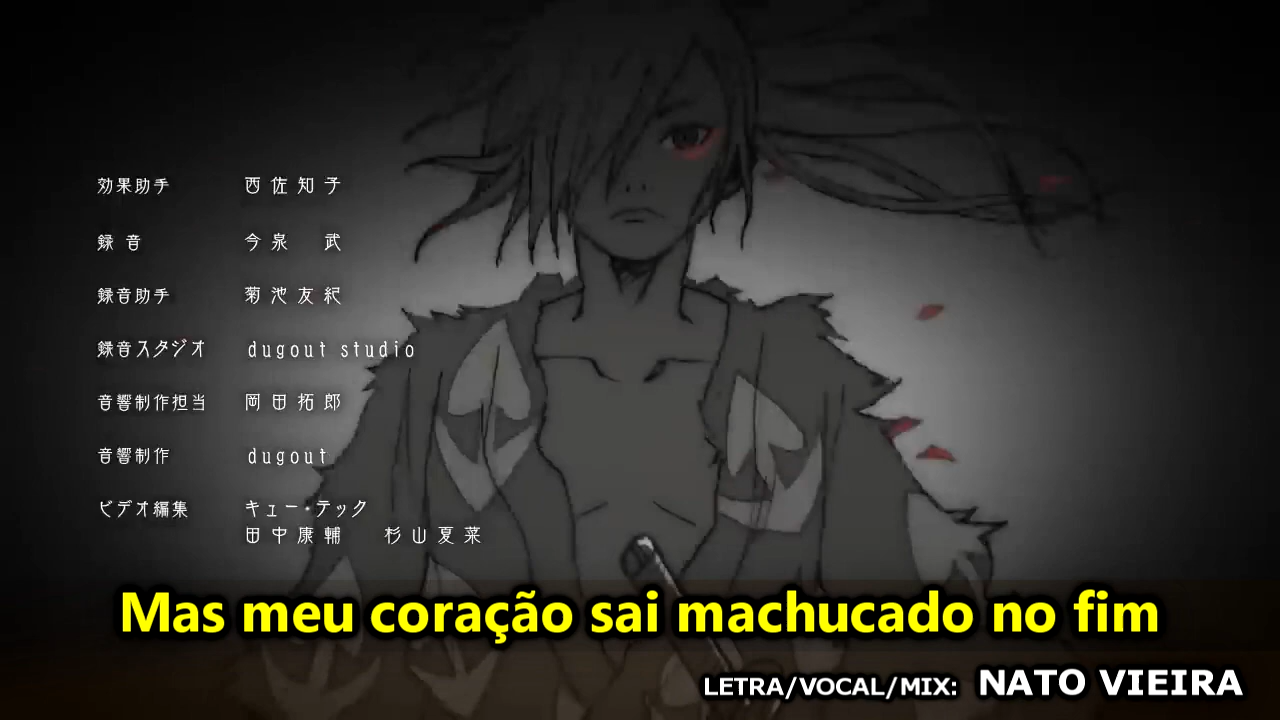 効果助手 西佐知子
録音 今泉 武
録音助手 菊池友紀
録音スタジオ dugout studio
音響制作担当 岡田拓郎
音響制作 dugout
ビデオ編集 キュー・テック
田中康輔 杉山夏菜
Mas meu coração sai machucado no fim
LETRA/VOCAL/MIX: NATO VIEIRA